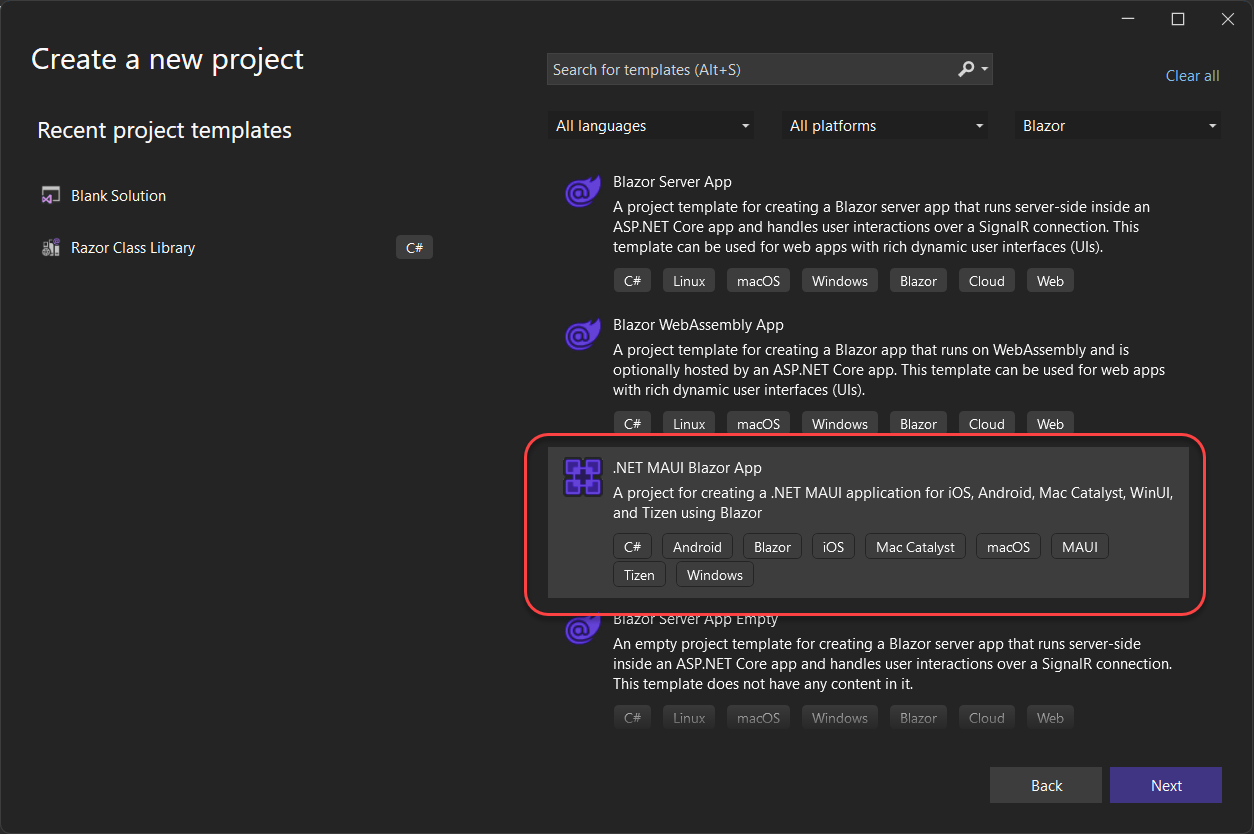 Create a new project
Recent project templates
Blank Solution
Razor Class Library
C#
Search for templates (Alt+S)
Clear all
All languages
All platforms
Blazor
Blazor Server App
A project template for creating a Blazor server app that runs server-side inside an
ASP.NET Core app and handles user interactions over a SignalR connection. This
template can be used for web apps with rich dynamic user interfaces (UIs).
C# Linux macOS Windows Blazor Cloud Web
Blazor WebAssembly App
A project template for creating a Blazor app that runs on WebAssembly and is
optionally hosted by an ASP.NET Core app. This template can be used for web apps
with rich dynamic user interfaces (UIs).
C# Linux macOS Windows Blazor Cloud Web
.NET MAUI Blazor App
A project for creating a .NET MAUI application for iOS, Android, Mac Catalyst, WinUI,
and Tizen using Blazor
C# Android Blazor iOS Mac Catalyst macOS MAUI
Tizen Windows
Blazor Server App Empty
An empty project template for creating a Blazor server app that runs server-side
inside an ASP.NET Core app and handles user interactions over a SignalR connection.
This template does not have any content in it.
C# Linux macOS Windows Blazor Cloud Web
Back
Next